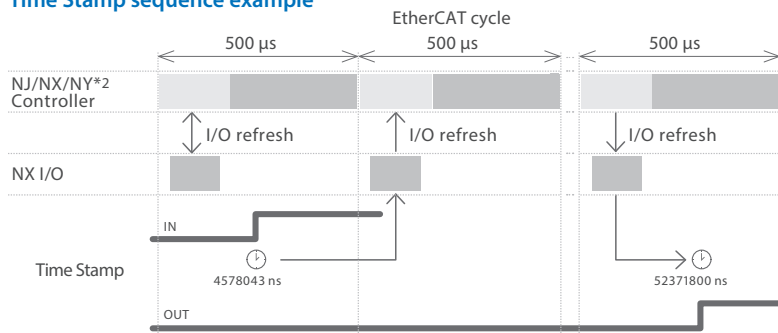 Time Stamp sequence example
EtherCAT cycle
500 µs
500 µs
500 µs
NJ/NX/NY*2
Controller
I/O refresh
I/O refresh
I/O refresh
NX I/O
IN
Time Stamp
4578043 ns
52371800 ns
OUT